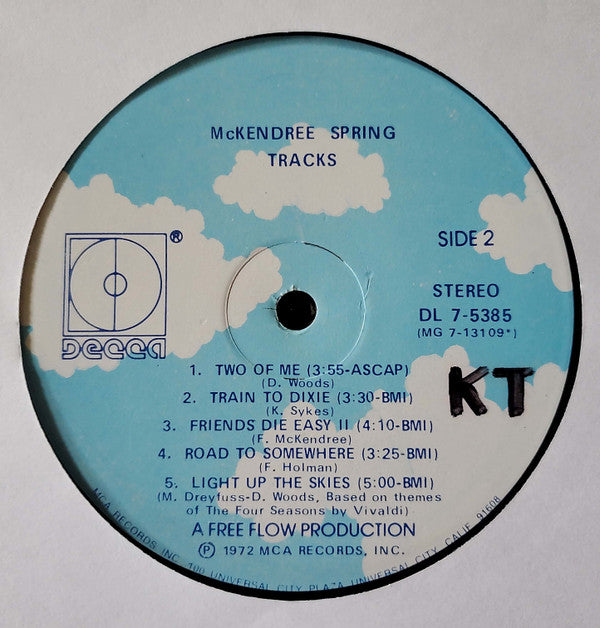 McKENDREE SPRING
TRACKS
SIDE 2
®
STEREO
DL 7-5385
(MG 7-13109*)
DECCA
1. TWO OF ME (3:55-ASCAP)
(D. Woods)
2. TRAIN TO DIXIE (3:30-BMI)
(K. Sykes)
KT
3. FRIENDS DIE EASY II (4:10-BMI)
(F. McKendree)
4. ROAD TO SOMEWHERE (3:25-BMI)
(F. Holman)
5. LIGHT UP THE SKIES (5:00-BMI)
(M. Dreyfuss-D. Woods, Based on themes
of The Four Seasons by Vivaldi)
A FREE FLOW PRODUCTION
℗ 1972 MCA RECORDS, INC.
MCA RECORDS, INC. 100 UNIVERSAL CITY PLAZA, UNIVERSAL CITY, CALIF. 91608